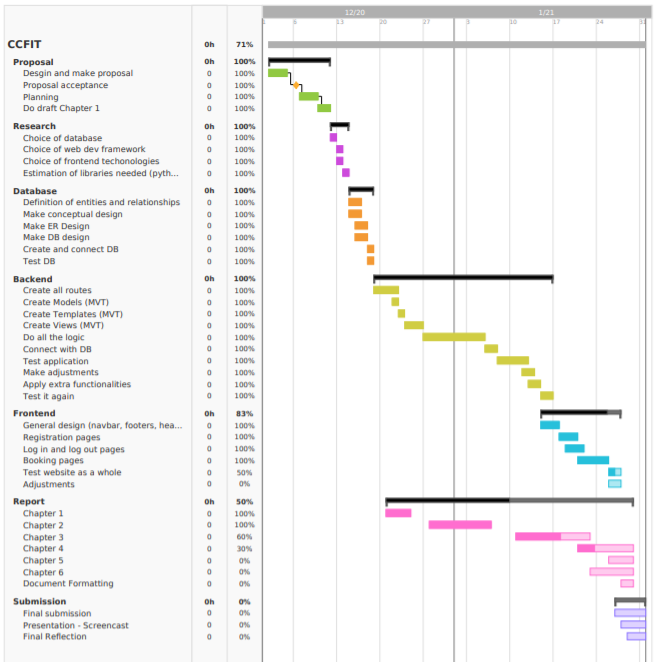 12/20 1/21
6 13 20 27 3 10 17 24 31
CCFIT 0h 71%
Proposal 0h 100%
Desgin and make proposal 0 100%
Proposal acceptance 0 100%
Planning 0 100%
Do draft Chapter 1 0 100%
Research 0h 100%
Choice of database 0 100%
Choice of web dev framework 0 100%
Choice of frontend techonologies 0 100%
Estimation of libraries needed (pyth... 0 100%
Database 0h 100%
Definition of entities and relationships 0 100%
Make conceptual design 0 100%
Make ER Design 0 100%
Make DB design 0 100%
Create and connect DB 0 100%
Test DB 0 100%
Backend 0h 100%
Create all routes 0 100%
Create Models (MVT) 0 100%
Create Templates (MVT) 0 100%
Create Views (MVT) 0 100%
Do all the logic 0 100%
Connect with DB 0 100%
Test application 0 100%
Make adjustments 0 100%
Apply extra functionalities 0 100%
Test it again 0 100%
Frontend 0h 83%
General design (navbar, footers, hea... 0 100%
Registration pages 0 100%
Log in and log out pages 0 100%
Booking pages 0 100%
Test website as a whole 0 50%
Adjustments 0 0%
Report 0h 50%
Chapter 1 0 100%
Chapter 2 0 100%
Chapter 3 0 60%
Chapter 4 0 30%
Chapter 5 0 0%
Chapter 6 0 0%
Document Formatting 0 0%
Submission 0h 0%
Final submission 0 0%
Presentation - Screencast 0 0%
Final Reflection 0 0%